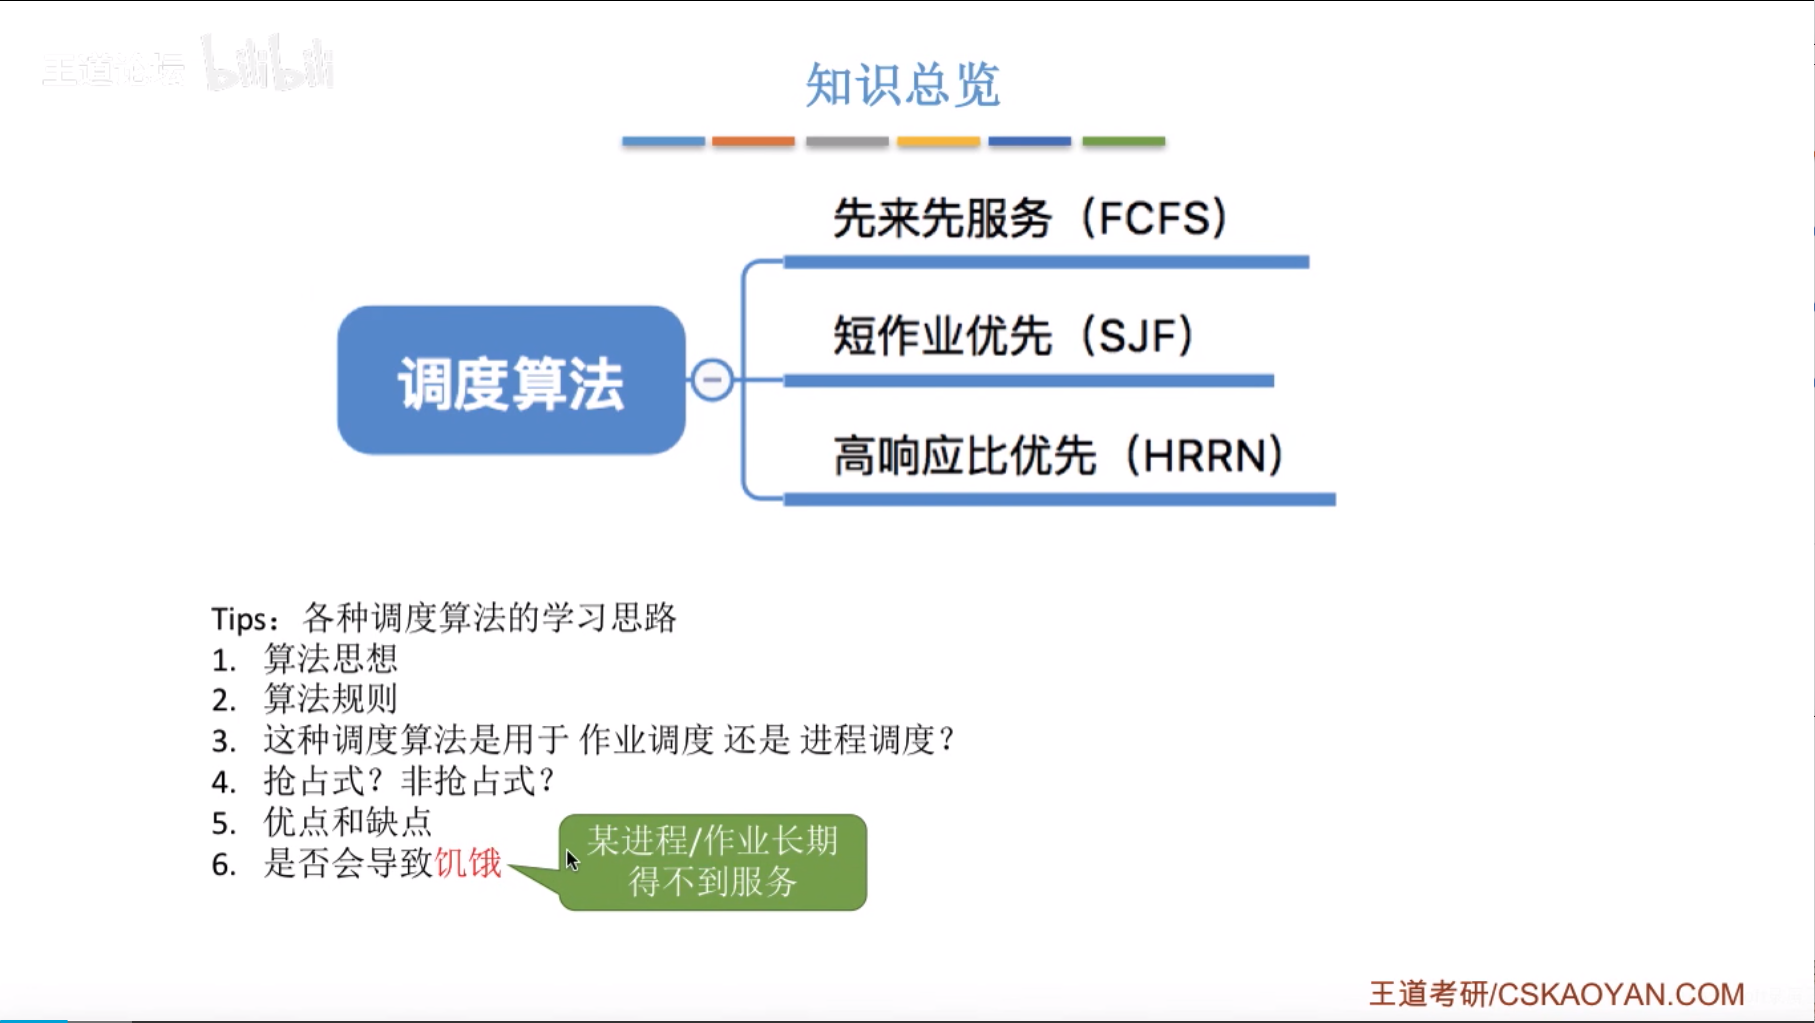 王道论坛 bilibili
知识总览
先来先服务（FCFS）
短作业优先（SJF）
调度算法
高响应比优先（HRRN）
Tips：各种调度算法的学习思路
1. 算法思想
2. 算法规则
3. 这种调度算法是用于 作业调度 还是 进程调度？
4. 抢占式？非抢占式？
5. 优点和缺点
6. 是否会导致饥饿
某进程/作业长期
得不到服务
王道考研/CSKAOYAN.COM